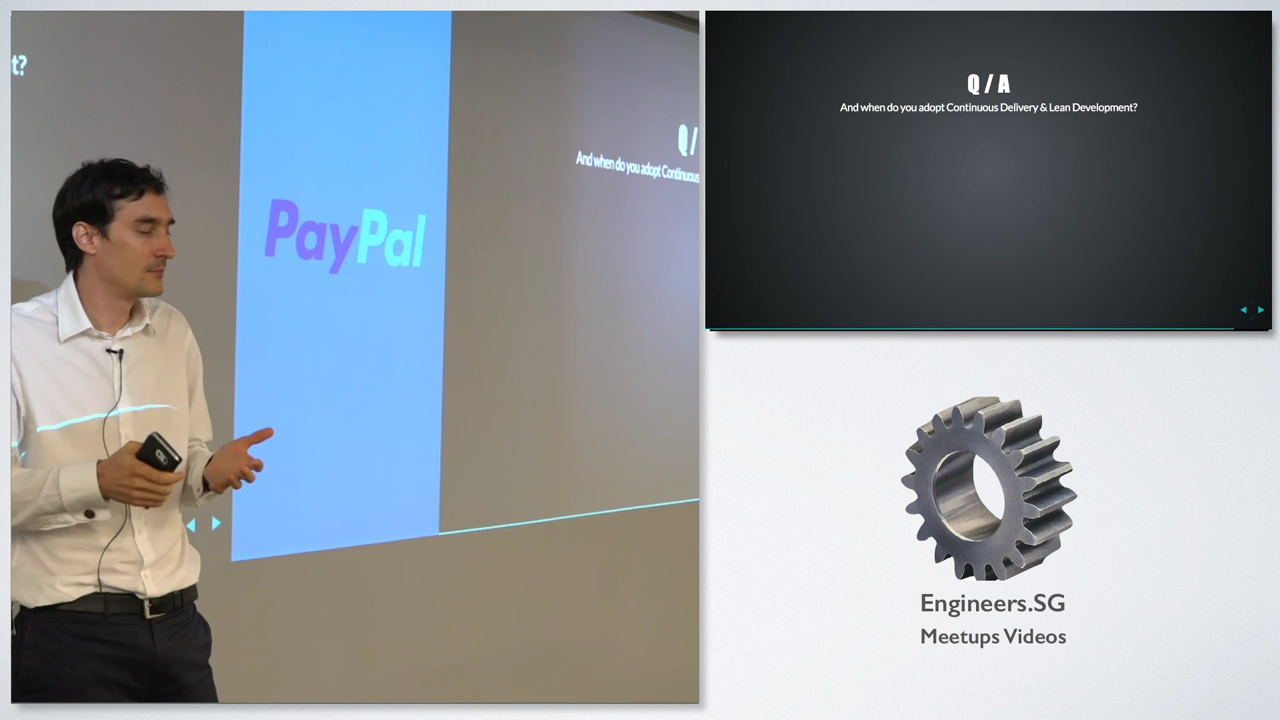 t?
PayPal
Q /
And when do you adopt Continuous
Q / A
And when do you adopt Continuous Delivery & Lean Development?
Engineers.SG
Meetups Videos